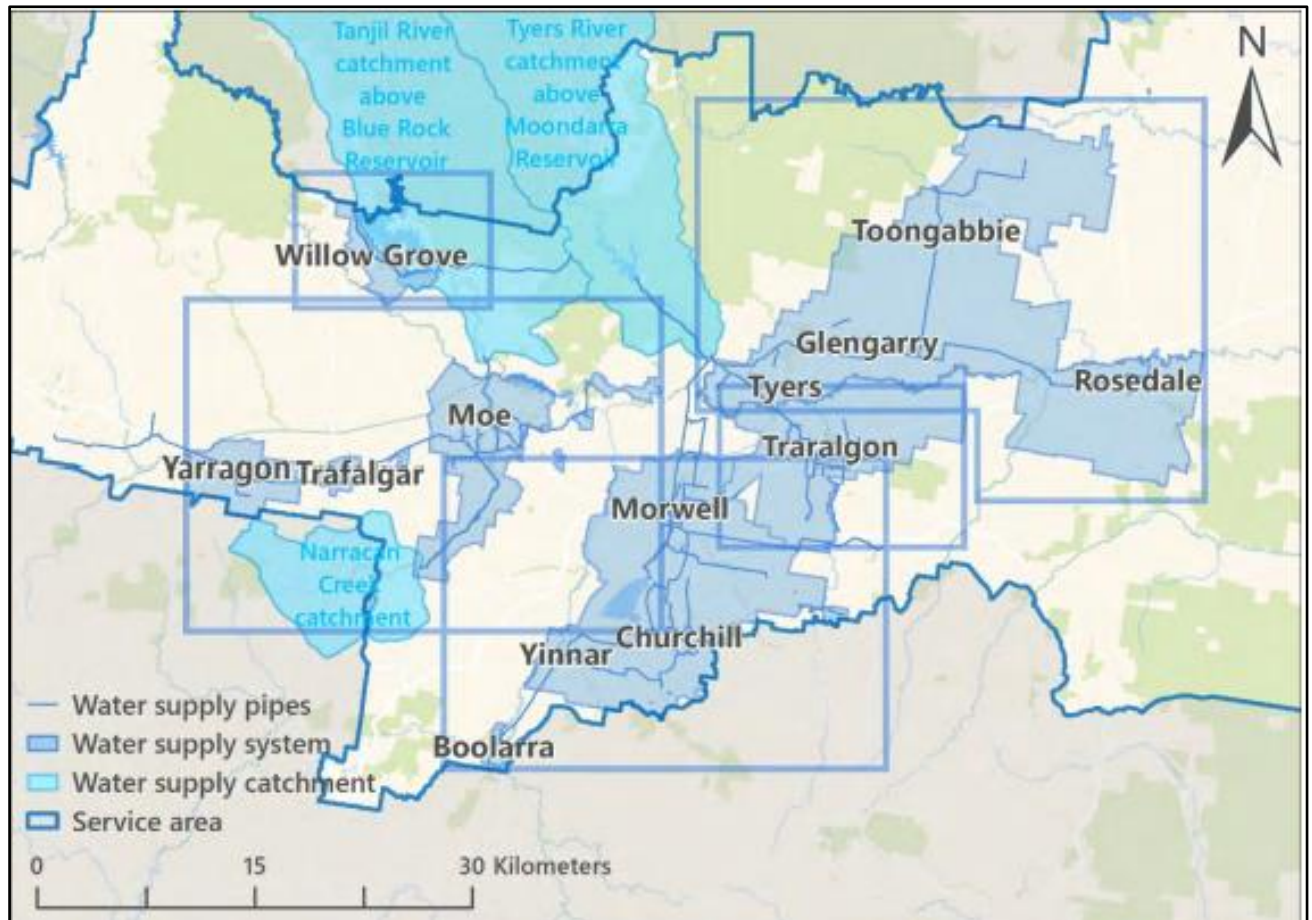 Tanjil River
catchment
above
Blue Rock
Reservoir
Tyers River
catchment
above
Moondarra
Reservoir
N
Toongabbie
Willow Grove
Glengarry
Tyers
Rosedale
Moe
Traralgon
Yarragon
Trafalgar
Morwell
Narracan
Creek
catchment
Churchill
Yinnar
Boolarra
Water supply pipes
Water supply system
Water supply catchment
Service area
0 15 30 Kilometers